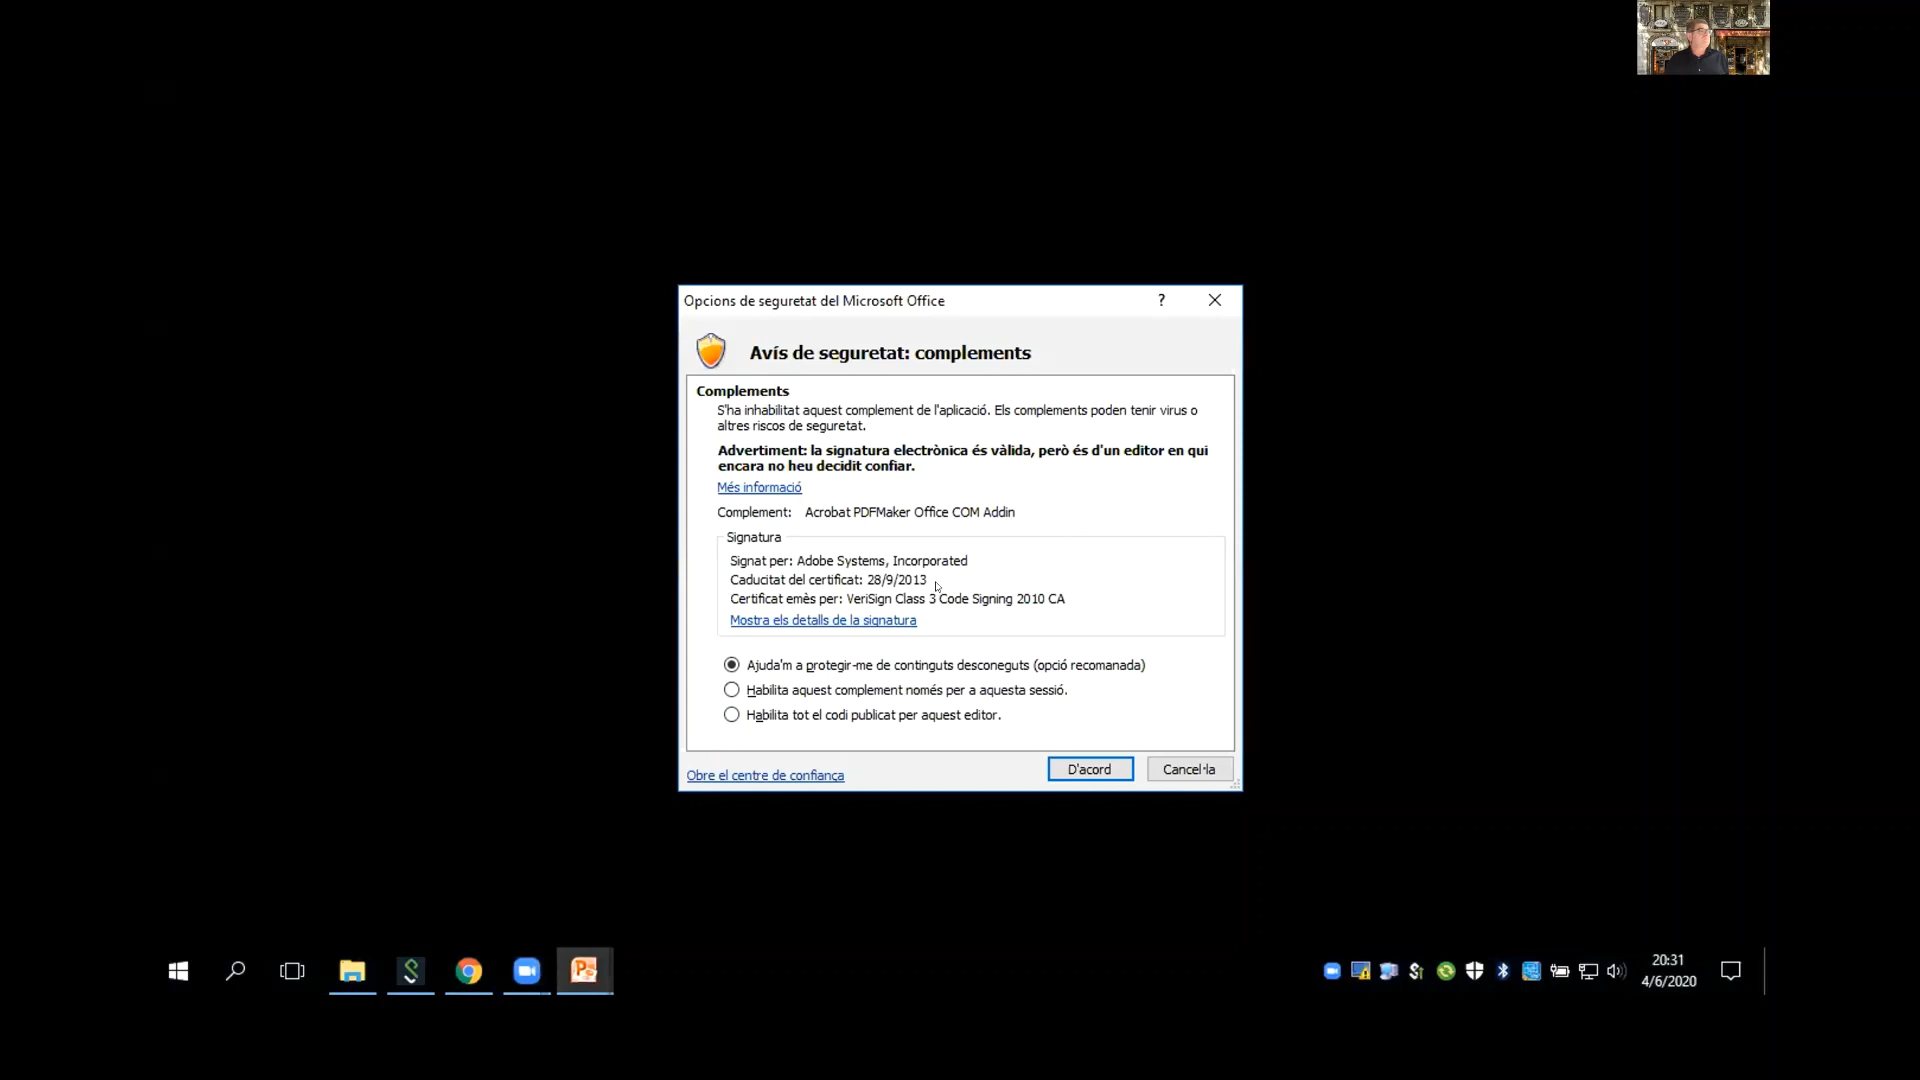 Opcions de seguretat del Microsoft Office
?
Avís de seguretat: complements
Complements
S'ha inhabilitat aquest complement de l'aplicació. Els complements poden tenir virus o
altres riscos de seguretat.
Advertiment: la signatura electrònica és vàlida, però és d'un editor en qui
encara no heu decidit confiar.
Més informació
Complement: Acrobat PDFMaker Office COM Addin
Signatura
Signat per: Adobe Systems, Incorporated
Caducitat del certificat: 28/9/2013
Certificat emès per: VeriSign Class 3 Code Signing 2010 CA
Mostra els detalls de la signatura
Ajuda'm a protegir-me de continguts desconeguts (opció recomanada)
Habilita aquest complement només per a aquesta sessió.
Habilita tot el codi publicat per aquest editor.
Obre el centre de confiança
D'acord
Cancel·la
20:31
4/6/2020